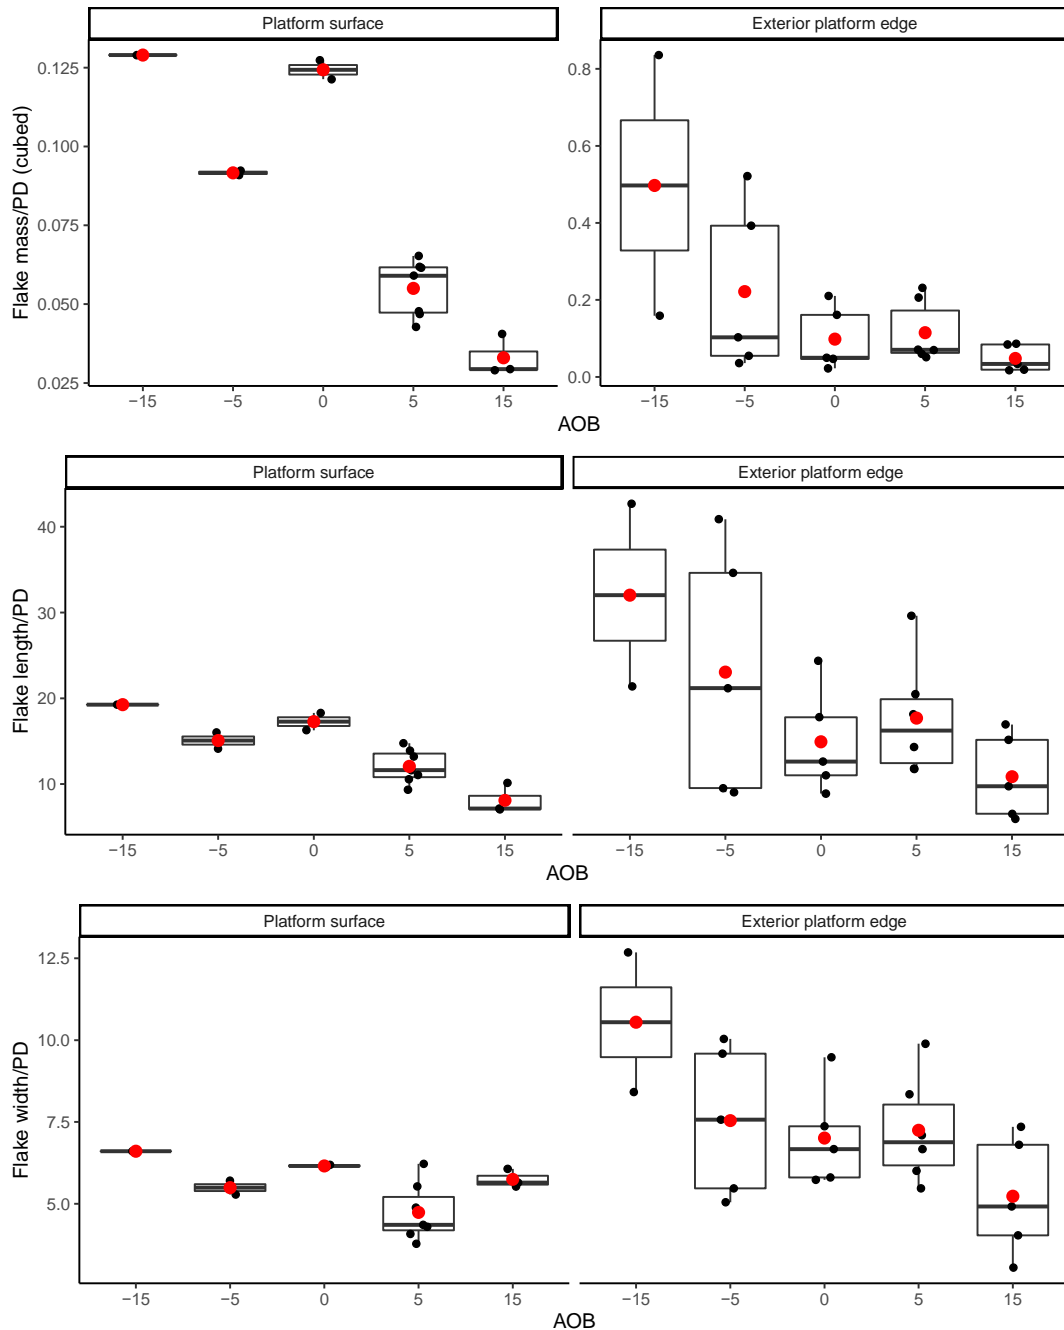 Platform surface
Exterior platform edge
Flake mass/PD (cubed)
0.125
0.100
0.075
0.050
0.025
0.8
0.6
0.4
0.2
0.0
−15 −5 0 5 15
−15 −5 0 5 15
AOB
Platform surface
Exterior platform edge
Flake length/PD
40
30
20
10
−15 −5 0 5 15
−15 −5 0 5 15
AOB
Platform surface
Exterior platform edge
Flake width/PD
12.5
10.0
7.5
5.0
−15 −5 0 5 15
−15 −5 0 5 15
AOB